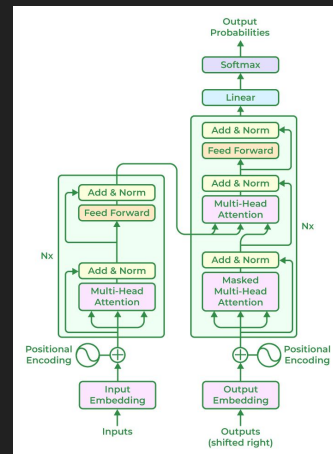 Output
Probabilities
Softmax
Linear
Add & Norm
Feed Forward
Add & Norm
Multi-Head
Attention
Nx
Add & Norm
Masked
Multi-Head
Attention
Positional
Encoding
Output
Embedding
Outputs
(shifted right)
Add & Norm
Feed Forward
Nx
Add & Norm
Multi-Head
Attention
Positional
Encoding
Input
Embedding
Inputs